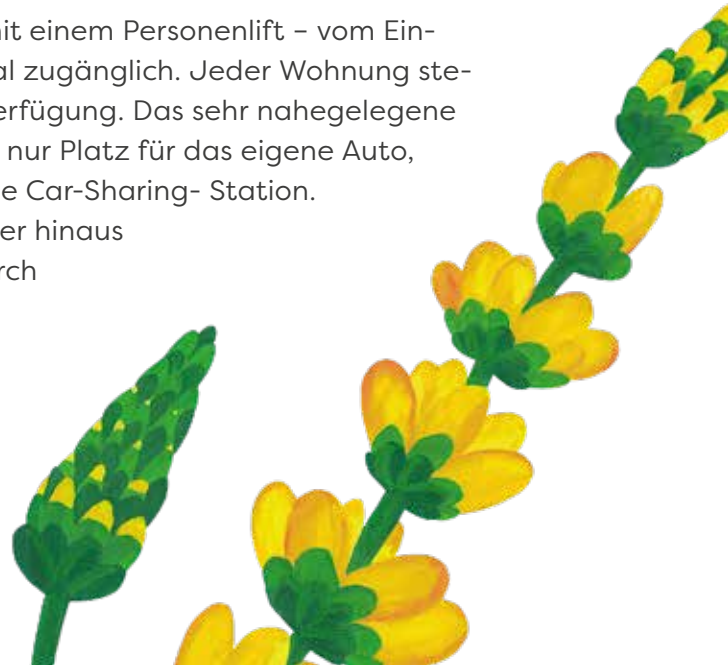 it einem Personenlift – vom Ein-
al zugänglich. Jeder Wohnung ste-
erfügung. Das sehr nahegelegene
nur Platz für das eigene Auto,
e Car-Sharing- Station.
er hinaus
rch